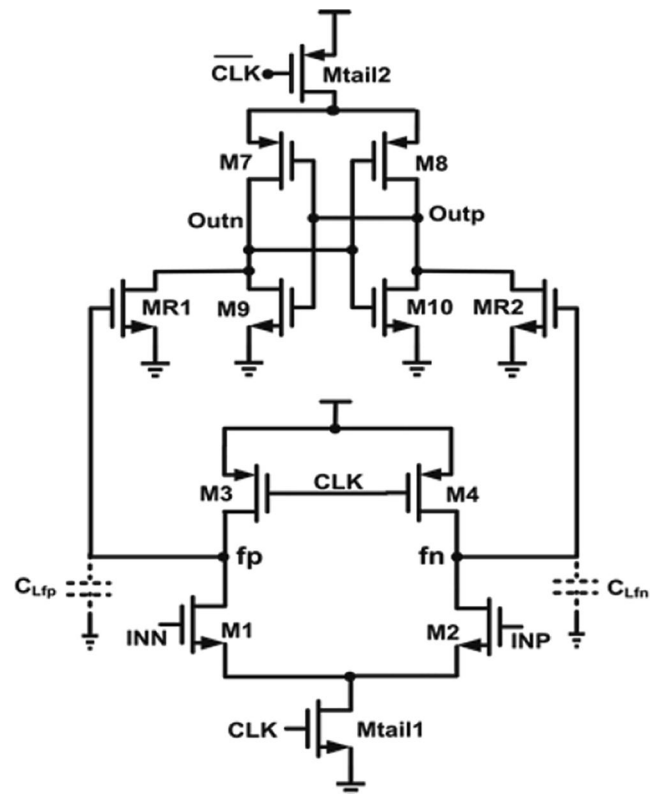 CLK
Mtail2
M7
M8
Outn
Outp
MR1
M9
M10
MR2
M3
CLK
M4
fp
fn
CLfp
CLfn
INN
M1
M2
INP
CLK
Mtail1